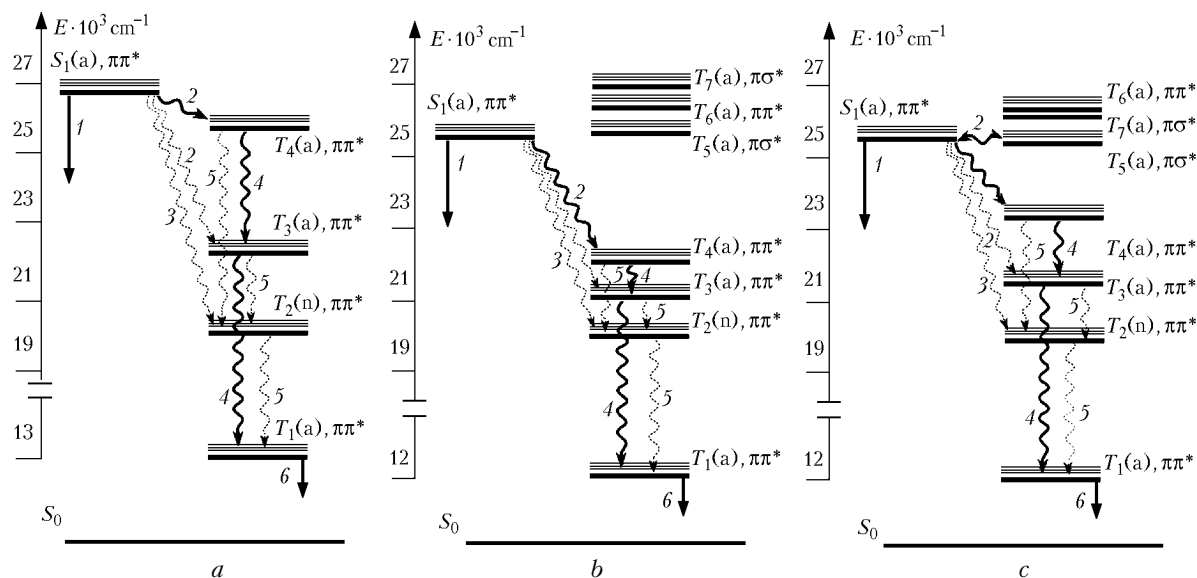 E · 10³ cm⁻¹
27
25
23
21
19
13
S₁(a), ππ*
T₄(a), ππ*
T₃(a), ππ*
T₂(n), ππ*
T₁(a), ππ*
S₀
1
2
2
3
4
5
5
4
5
6
a
E · 10³ cm⁻¹
27
25
23
21
19
12
T₇(a), πσ*
S₁(a), ππ*
T₆(a), ππ*
T₅(a), πσ*
T₄(a), ππ*
T₃(a), ππ*
T₂(n), ππ*
T₁(a), ππ*
S₀
1
2
3
5
4
5
4
5
6
b
E · 10³ cm⁻¹
27
25
23
21
19
12
T₆(a), ππ*
S₁(a), ππ*
T₇(a), πσ*
T₅(a), πσ*
T₄(a), ππ*
T₃(a), ππ*
T₂(n), ππ*
T₁(a), ππ*
S₀
1
2
2
3
5
4
5
4
5
6
c